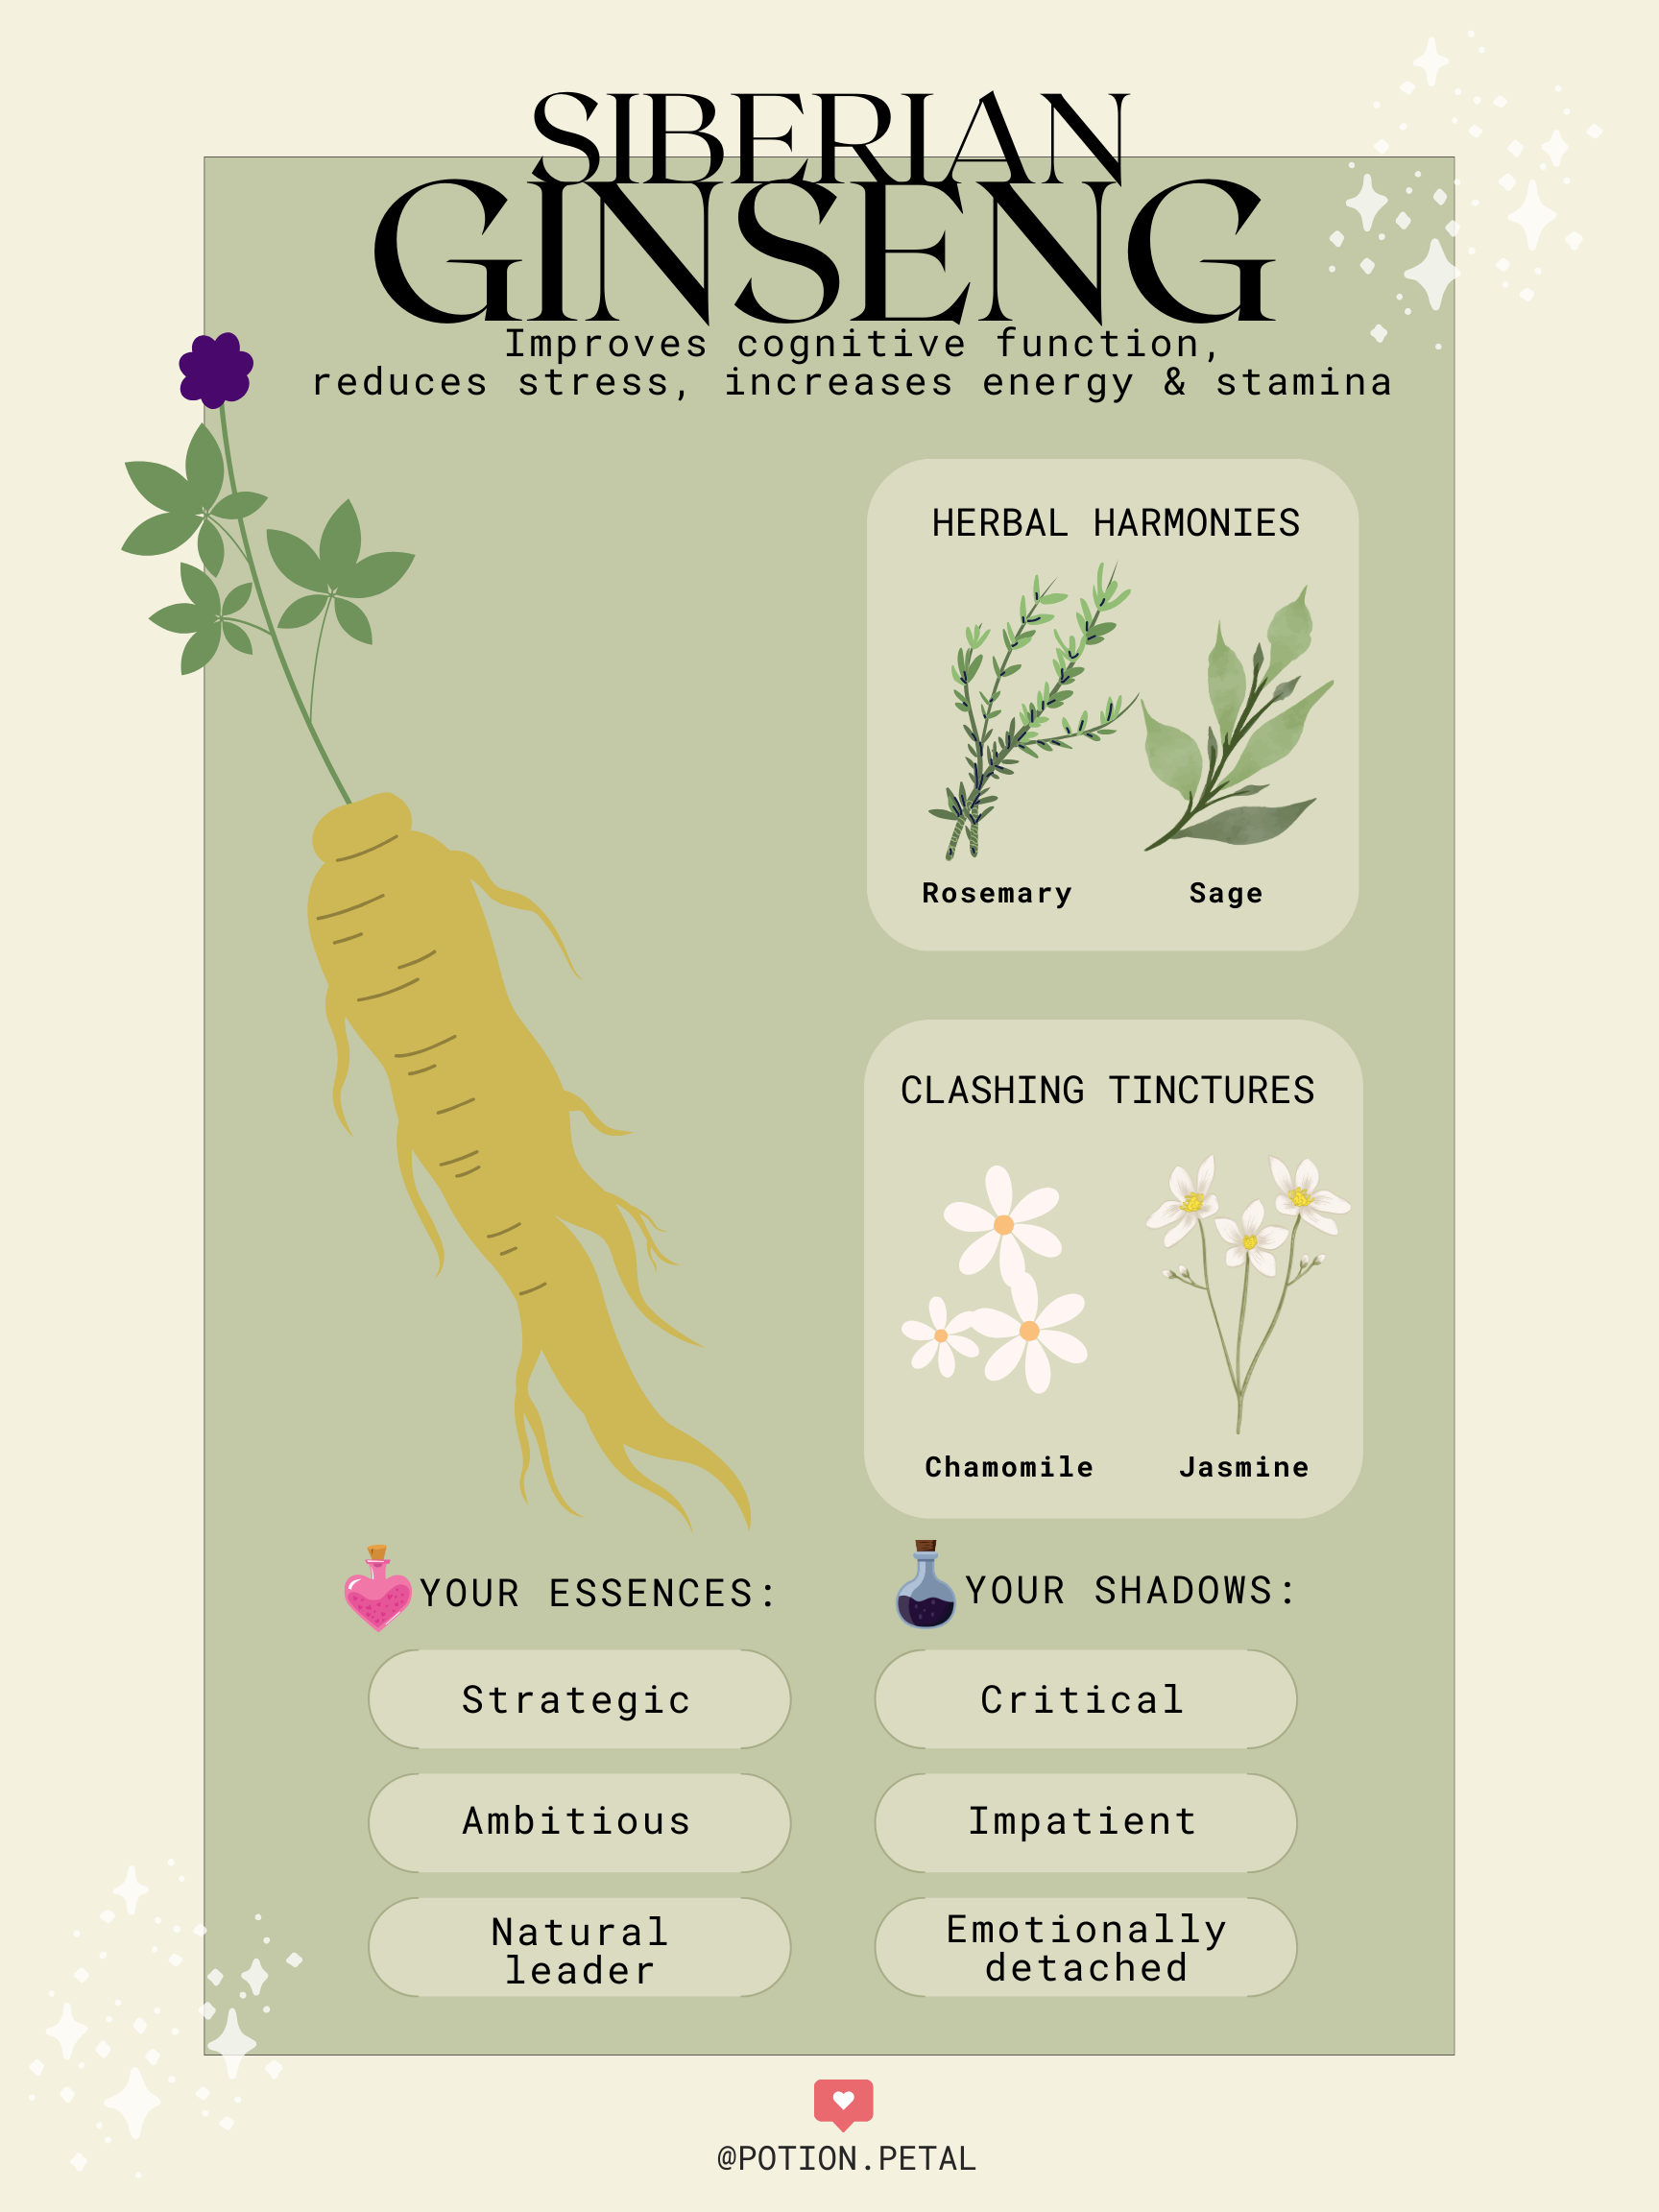 SIBERIAN
GINSENG
Improves cognitive function,
reduces stress, increases energy & stamina
HERBAL HARMONIES
Rosemary
Sage
CLASHING TINCTURES
Chamomile
Jasmine
YOUR ESSENCES:
Strategic
Ambitious
Natural
leader
YOUR SHADOWS:
Critical
Impatient
Emotionally
detached
@POTION.PETAL